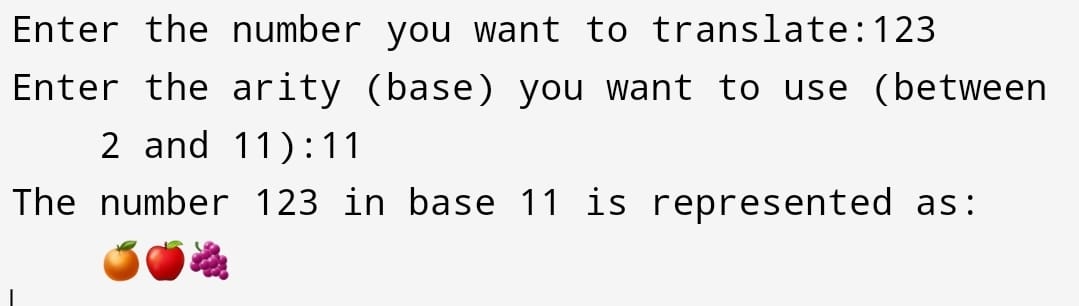 Enter the number you want to translate:123
Enter the arity (base) you want to use (between
2 and 11):11
The number 123 in base 11 is represented as:
🍊🍎🍇